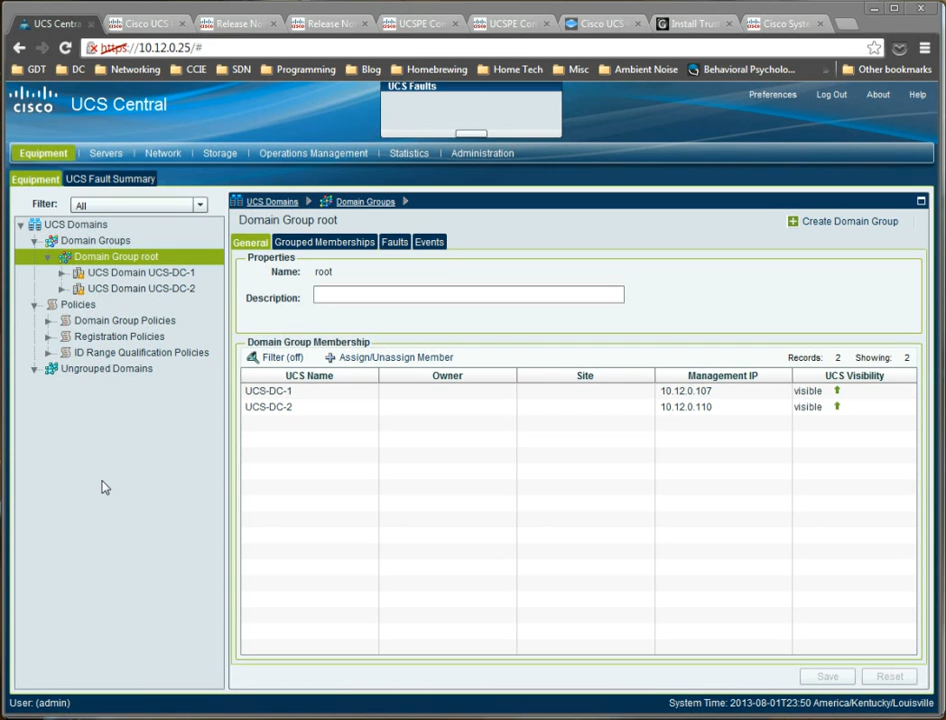 UCS Centra
Cisco UCS
Release No
Release No
UCSPE Co
UCSPE Co
Cisco UCS
Install Trus
Cisco Syst
https://10.12.0.25/#
GDT
DC
Networking
CCIE
SDN
Programming
Blog
Homebrewing
Home Tech
Misc
Ambient Noise
Behavioral Psycholo...
»
Other bookmarks
CISCO
UCS Central
UCS Faults
Preferences
Log Out
About
Help
Equipment
Servers
Network
Storage
Operations Management
Statistics
Administration
Equipment
UCS Fault Summary
Filter:
All
UCS Domains
Domain Groups
Domain Group root
UCS Domain UCS-DC-1
UCS Domain UCS-DC-2
Policies
Domain Group Policies
Registration Policies
ID Range Qualification Policies
Ungrouped Domains
UCS Domains
Domain Groups
Domain Group root
Create Domain Group
General
Grouped Memberships
Faults
Events
Properties
Name: root
Description:
Domain Group Membership
Filter (off)
Assign/Unassign Member
Records: 2 Showing: 2
UCS Name Owner Site Management IP UCS Visibility
UCS-DC-1 10.12.0.107 visible
UCS-DC-2 10.12.0.110 visible
Save
Reset
User: (admin)
System Time: 2013-08-01T23:50 America/Kentucky/Louisville